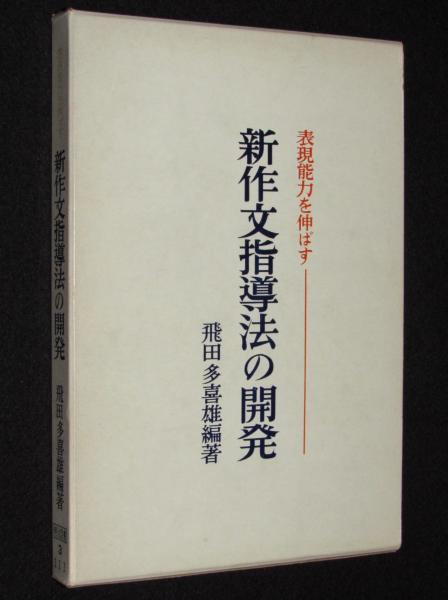 表現能力を伸ばす
新作文指導法の開発
飛田多喜雄編著
新作文指導法の開発
飛田多喜雄編著
3